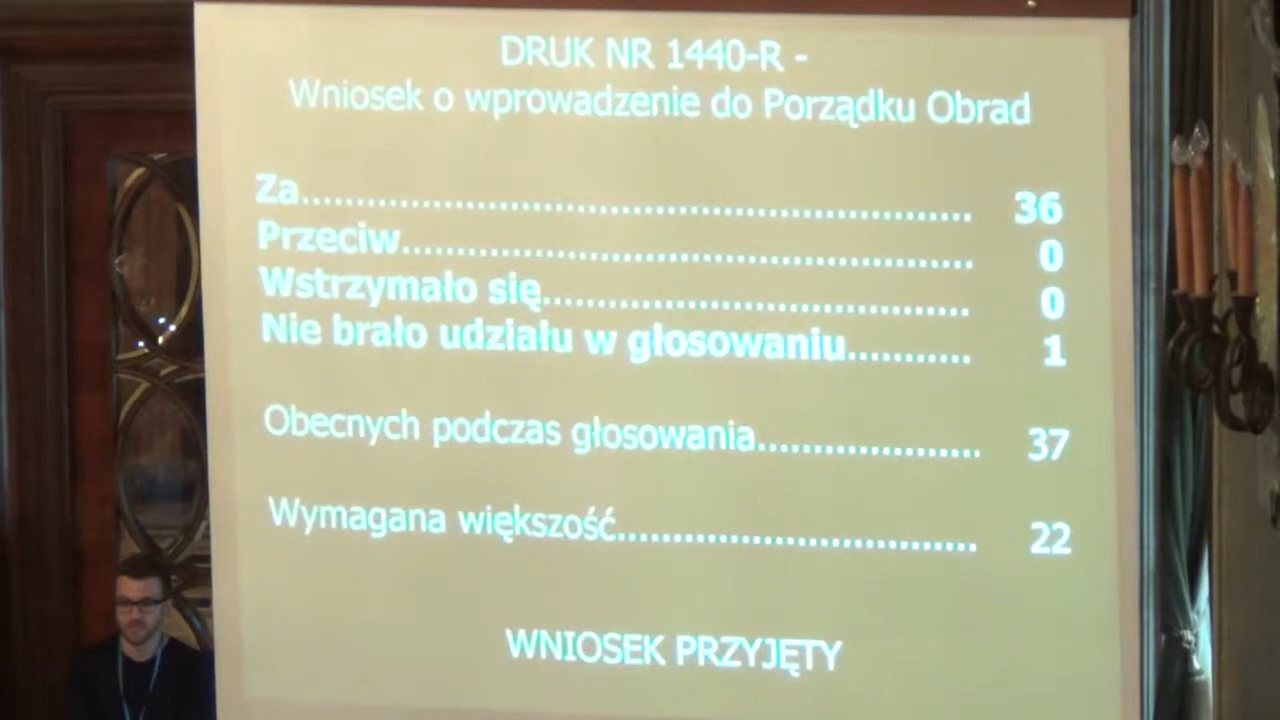 DRUK NR 1440-R -
Wniosek o wprowadzenie do Porządku Obrad
Za.......................................................... 36
Przeciw................................................. 0
Wstrzymało się..................................... 0
Nie brało udziału w głosowaniu........... 1
Obecnych podczas głosowania.................... 37
Wymagana większość................................ 22
WNIOSEK PRZYJĘTY